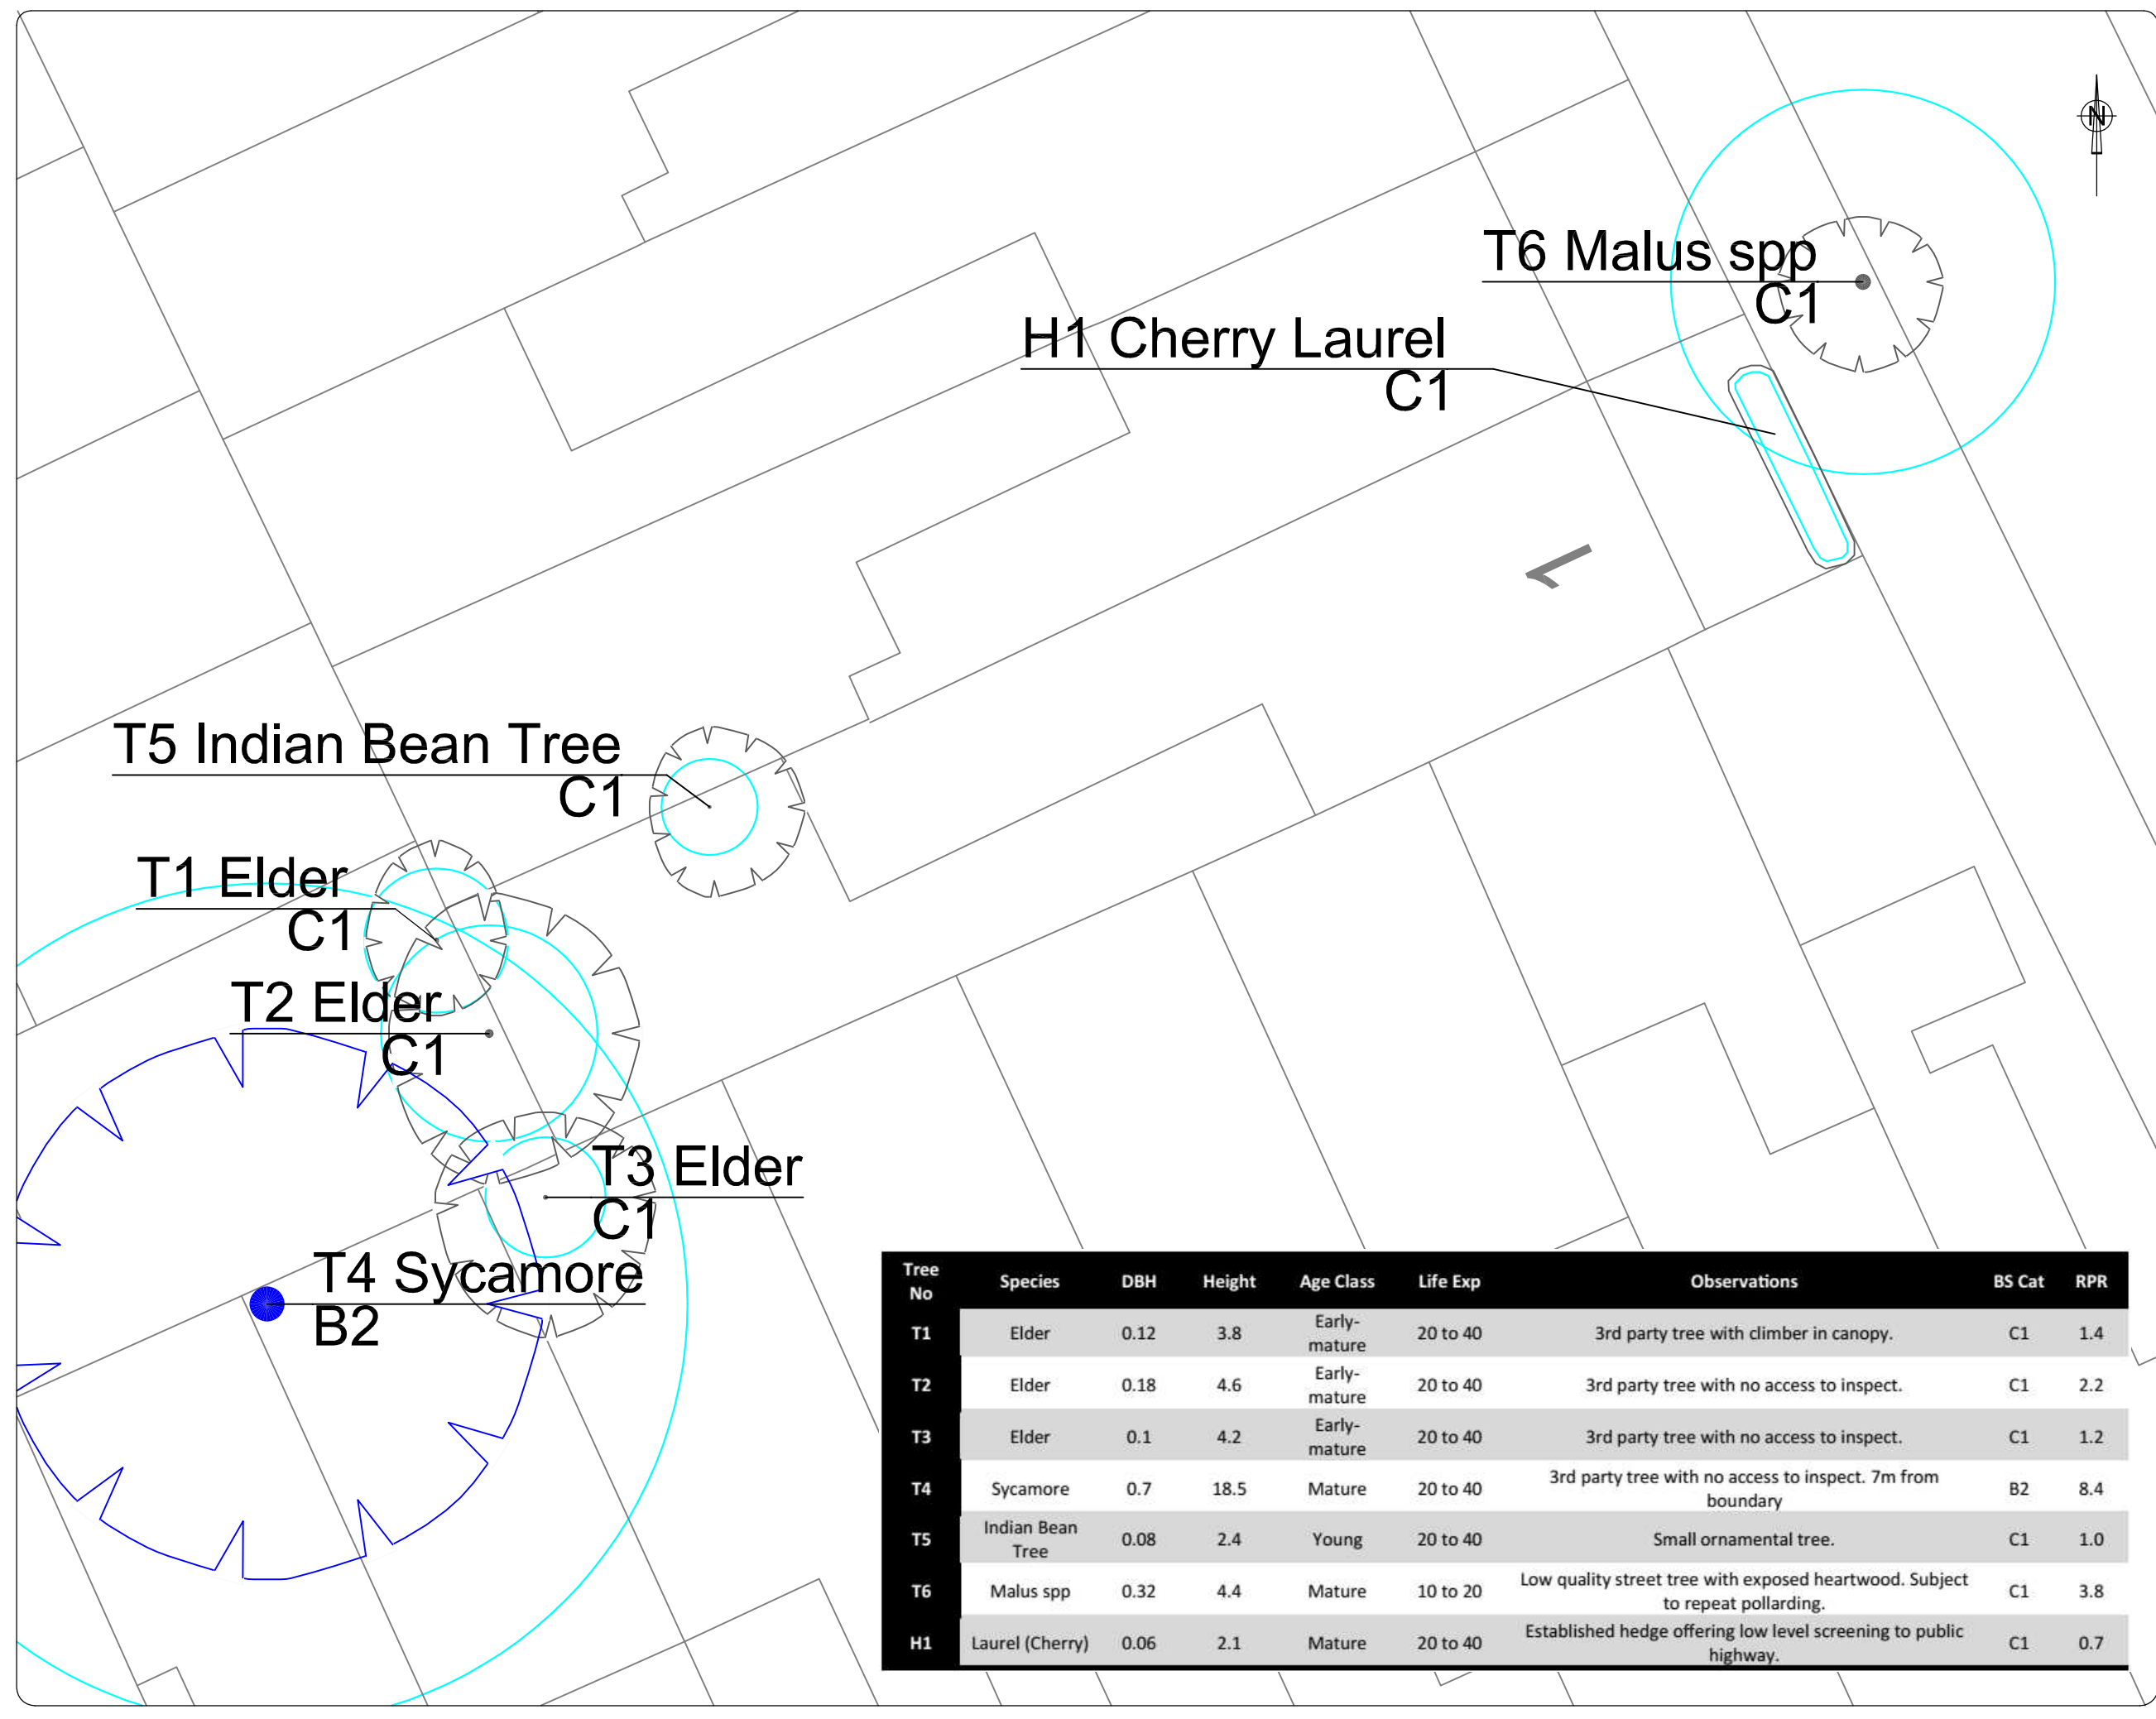 N
T6 Malus spp
C1
H1 Cherry Laurel
C1
1
T5 Indian Bean Tree
C1
T1 Elder
C1
T2 Elder
C1
T3 Elder
C1
T4 Sycamore
B2
Tree No Species DBH Height Age Class Life Exp Observations BS Cat RPR
T1 Elder 0.12 3.8 Early-mature 20 to 40 3rd party tree with climber in canopy. C1 1.4
T2 Elder 0.18 4.6 Early-mature 20 to 40 3rd party tree with no access to inspect. C1 2.2
T3 Elder 0.1 4.2 Early-mature 20 to 40 3rd party tree with no access to inspect. C1 1.2
T4 Sycamore 0.7 18.5 Mature 20 to 40 3rd party tree with no access to inspect. 7m from boundary B2 8.4
T5 Indian Bean Tree 0.08 2.4 Young 20 to 40 Small ornamental tree. C1 1.0
T6 Malus spp 0.32 4.4 Mature 10 to 20 Low quality street tree with exposed heartwood. Subject to repeat pollarding. C1 3.8
H1 Laurel (Cherry) 0.06 2.1 Mature 20 to 40 Established hedge offering low level screening to public highway. C1 0.7